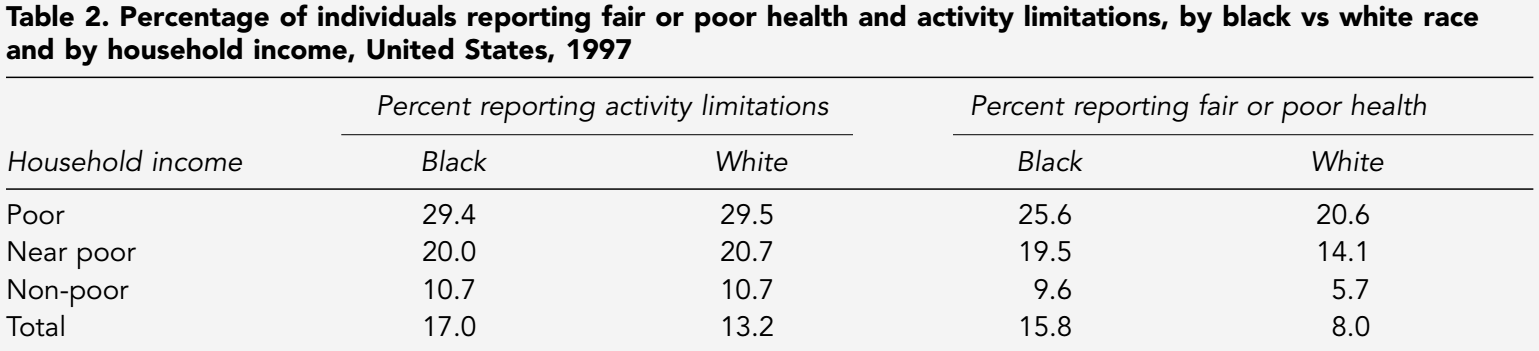 Table 2. Percentage of individuals reporting fair or poor health and activity limitations, by black vs white race
and by household income, United States, 1997
Percent reporting activity limitations Percent reporting fair or poor health
Household income Black White Black White
Poor 29.4 29.5 25.6 20.6
Near poor 20.0 20.7 19.5 14.1
Non-poor 10.7 10.7 9.6 5.7
Total 17.0 13.2 15.8 8.0